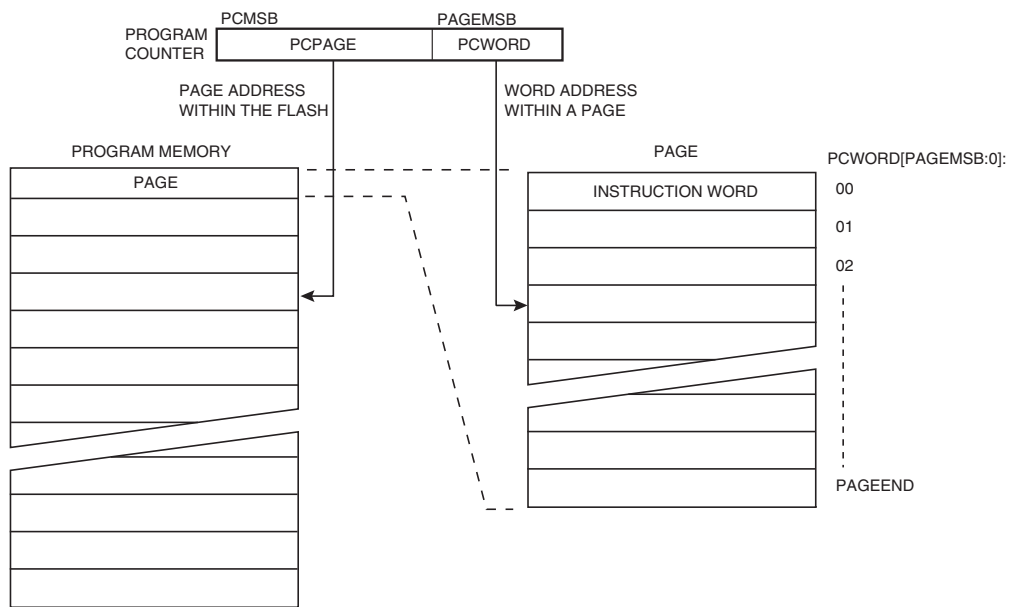 PCMSB PAGEMSB
PROGRAM
COUNTER
PCPAGE PCWORD
PAGE ADDRESS
WITHIN THE FLASH
WORD ADDRESS
WITHIN A PAGE
PROGRAM MEMORY
PAGE
PAGE
INSTRUCTION WORD
PCWORD[PAGEMSB:0]:
00
01
02
PAGEEND